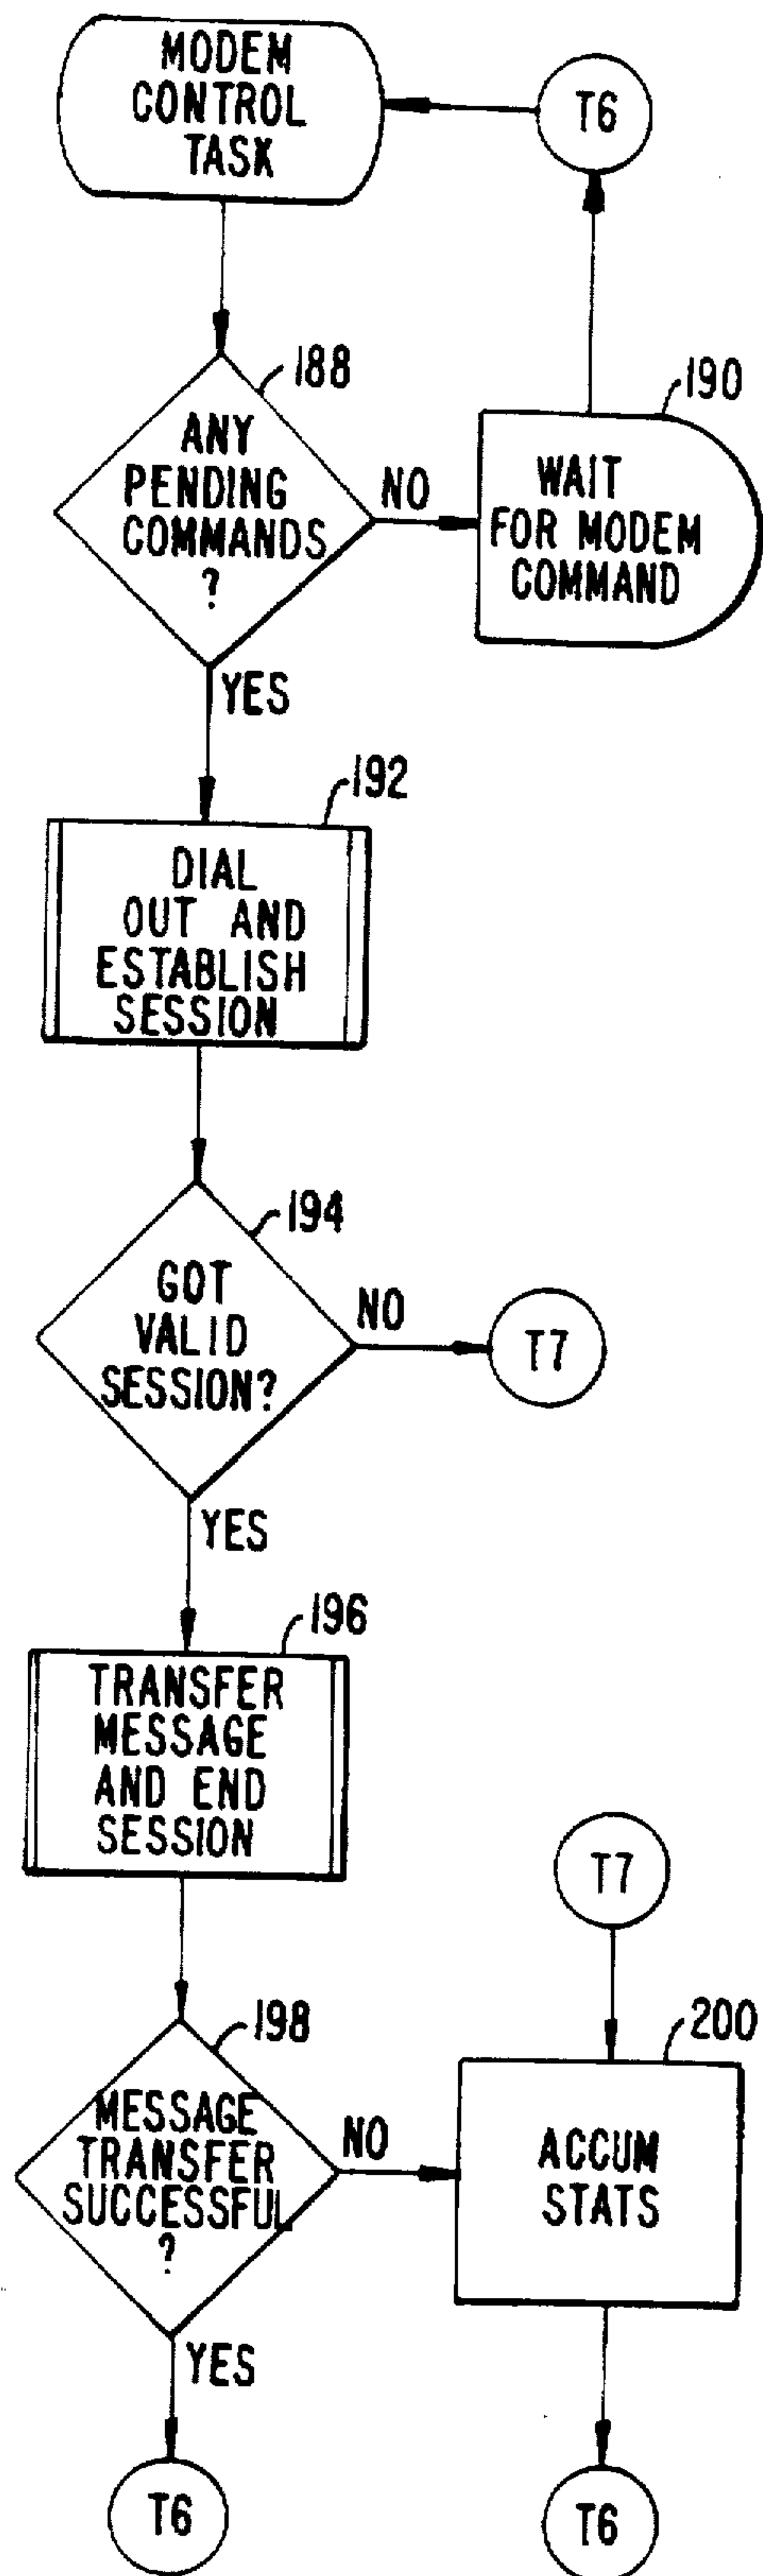 MODEM
CONTROL
TASK
T6
188
ANY
PENDING
COMMANDS
?
NO
190
WAIT
FOR MODEM
COMMAND
YES
192
DIAL
OUT AND
ESTABLISH
SESSION
194
GOT
VALID
SESSION?
NO
T7
YES
196
TRANSFER
MESSAGE
AND END
SESSION
T7
198
MESSAGE
TRANSFER
SUCCESSFUL
?
NO
200
ACCUM
STATS
YES
T6
T6